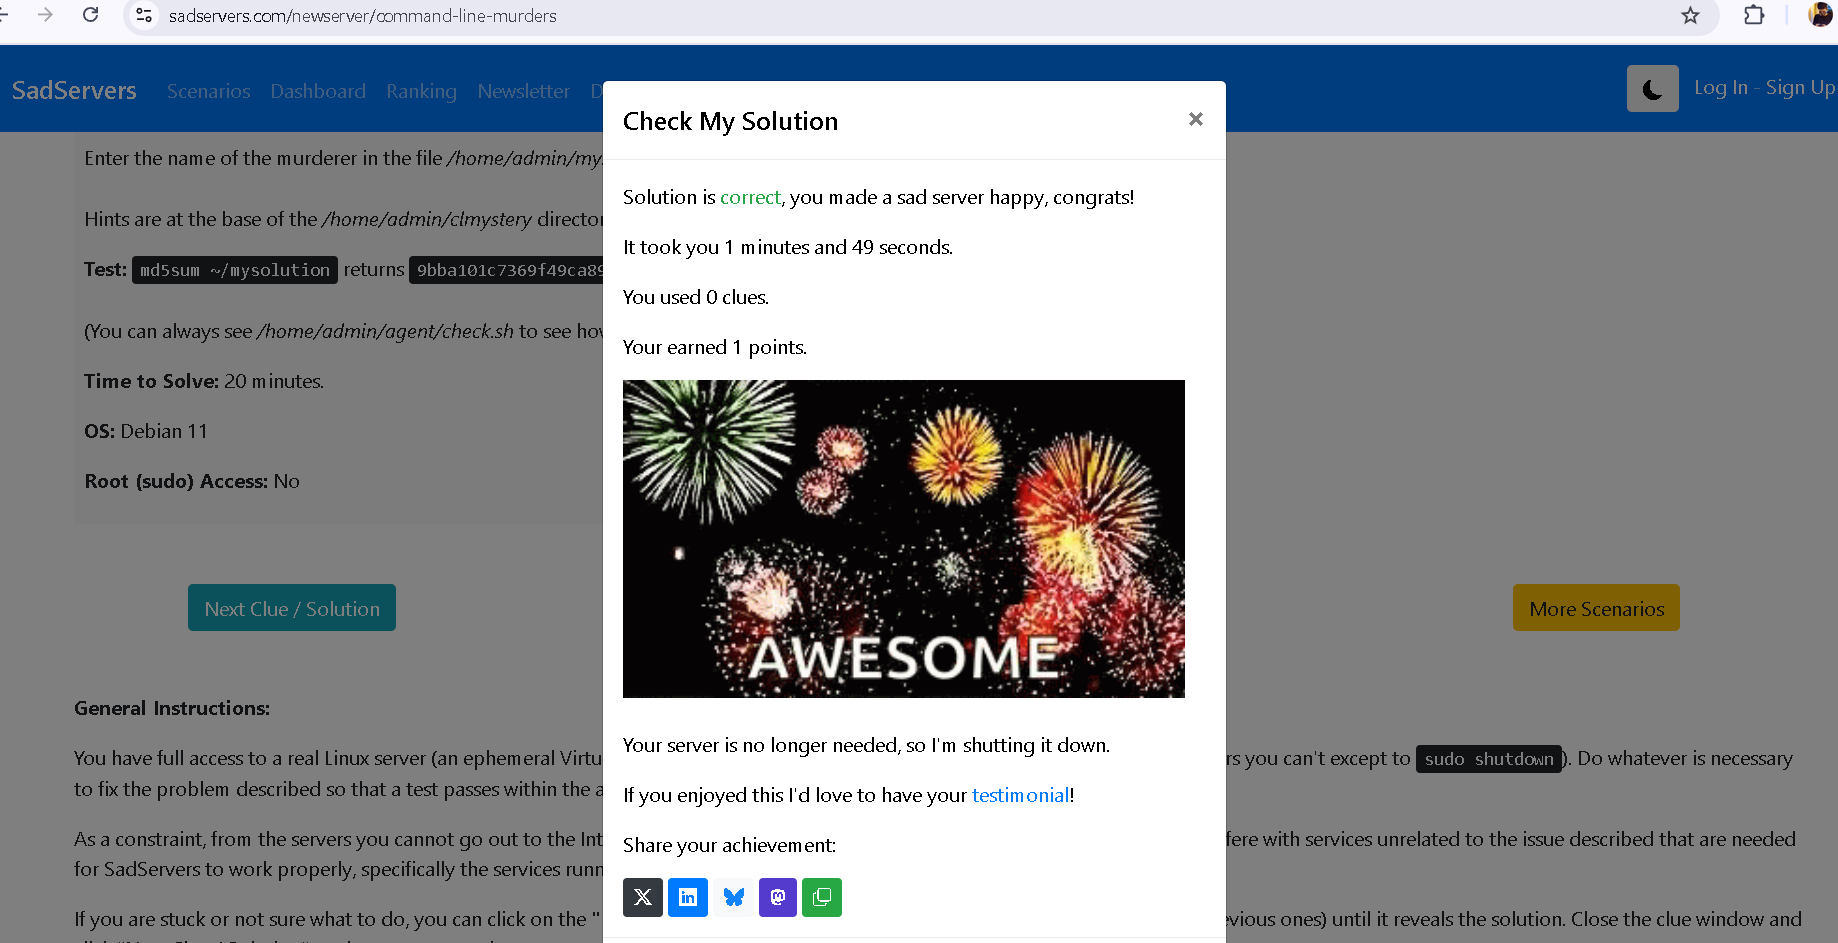 sadservers.com/newserver/command-line-murders
SadServers Scenarios Dashboard Ranking Newsletter D
Log In - Sign Up
Check My Solution ×
Enter the name of the murderer in the file /home/admin/my
Hints are at the base of the /home/admin/clmystery director
Test: md5sum ~/mysolution returns 9bba101c7369f49ca89
(You can always see /home/admin/agent/check.sh to see how
Time to Solve: 20 minutes.
OS: Debian 11
Root (sudo) Access: No
Solution is correct, you made a sad server happy, congrats!
It took you 1 minutes and 49 seconds.
You used 0 clues.
Your earned 1 points.
AWESOME
Your server is no longer needed, so I'm shutting it down.
If you enjoyed this I'd love to have your testimonial!
Share your achievement:
Next Clue / Solution
More Scenarios
General Instructions:
You have full access to a real Linux server (an ephemeral Virtu
rs you can't except to sudo shutdown). Do whatever is necessary
to fix the problem described so that a test passes within the a
As a constraint, from the servers you cannot go out to the Int
fere with services unrelated to the issue described that are needed
for SadServers to work properly, specifically the services runn
If you are stuck or not sure what to do, you can click on the "
evious ones) until it reveals the solution. Close the clue window and